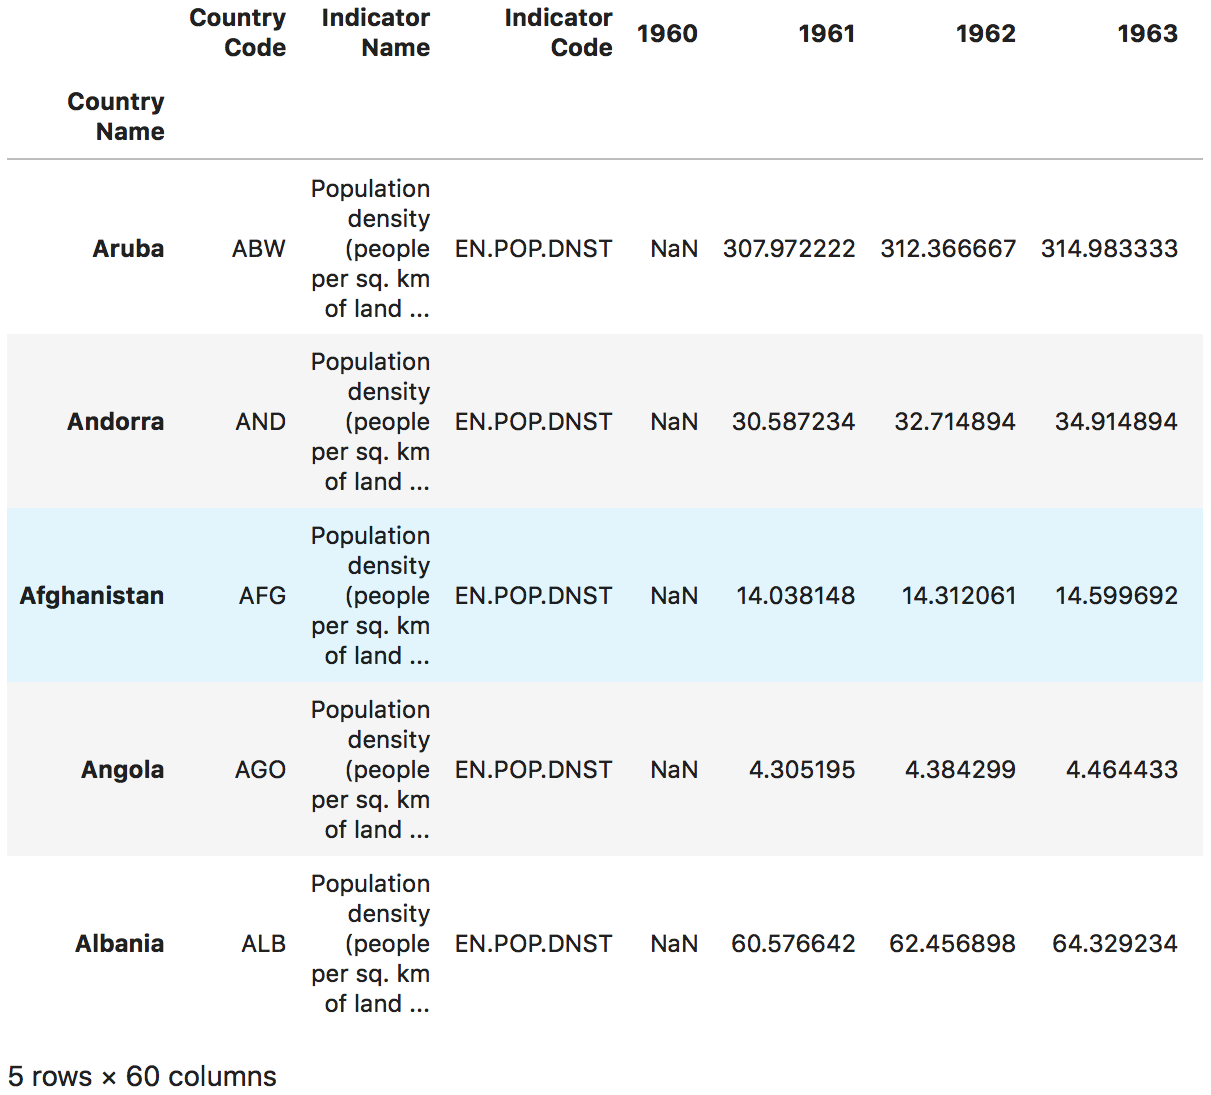 Country Code Indicator Name Indicator Code 1960 1961 1962 1963
Country Name
Aruba ABW Population density (people per sq. km of land ... EN.POP.DNST NaN 307.972222 312.366667 314.983333
Andorra AND Population density (people per sq. km of land ... EN.POP.DNST NaN 30.587234 32.714894 34.914894
Afghanistan AFG Population density (people per sq. km of land ... EN.POP.DNST NaN 14.038148 14.312061 14.599692
Angola AGO Population density (people per sq. km of land ... EN.POP.DNST NaN 4.305195 4.384299 4.464433
Albania ALB Population density (people per sq. km of land ... EN.POP.DNST NaN 60.576642 62.456898 64.329234
5 rows × 60 columns